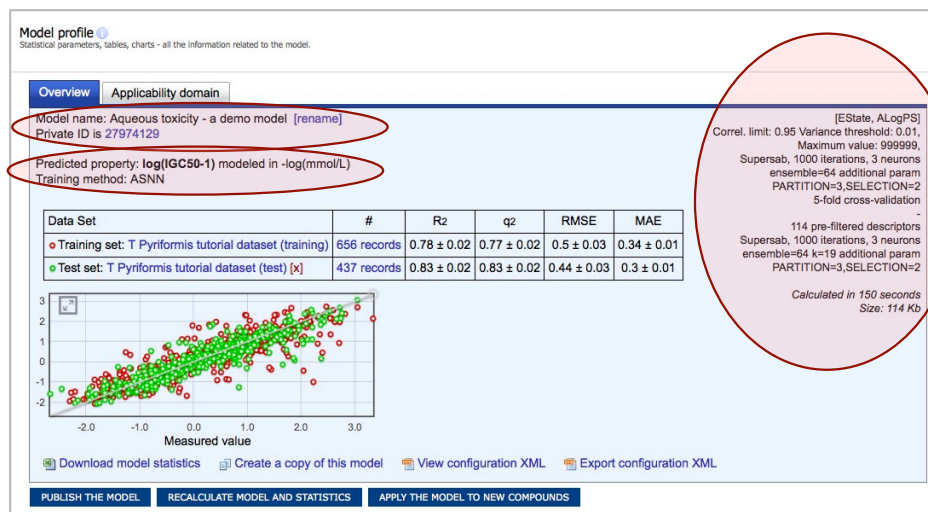 Model profile
Statistical parameters, tables, charts - all the information related to the model.
Overview
Applicability domain
Model name: Aqueous toxicity - a demo model [rename]
Private ID is 27974129
Predicted property: log(IGC50-1) modeled in -log(mmol/L)
Training method: ASNN
[EState, ALogPS]
Correl. limit: 0.95 Variance threshold: 0.01,
Maximum value: 999999,
Supersab, 1000 iterations, 3 neurons
ensemble=64 additional param
PARTITION=3,SELECTION=2
5-fold cross-validation
-
114 pre-filtered descriptors
Supersab, 1000 iterations, 3 neurons
ensemble=64 k=19 additional param
PARTITION=3,SELECTION=2
Calculated in 150 seconds
Size: 114 Kb
Data Set # R2 q2 RMSE MAE
Training set: T Pyriformis tutorial dataset (training) 656 records 0.78 ± 0.02 0.77 ± 0.02 0.5 ± 0.03 0.34 ± 0.01
Test set: T Pyriformis tutorial dataset (test) [x] 437 records 0.83 ± 0.02 0.83 ± 0.02 0.44 ± 0.03 0.3 ± 0.01
3
2
1
0
-1
-2
-2.0 -1.0 0.0 1.0 2.0 3.0
Measured value
Download model statistics Create a copy of this model View configuration XML Export configuration XML
PUBLISH THE MODEL RECALCULATE MODEL AND STATISTICS APPLY THE MODEL TO NEW COMPOUNDS